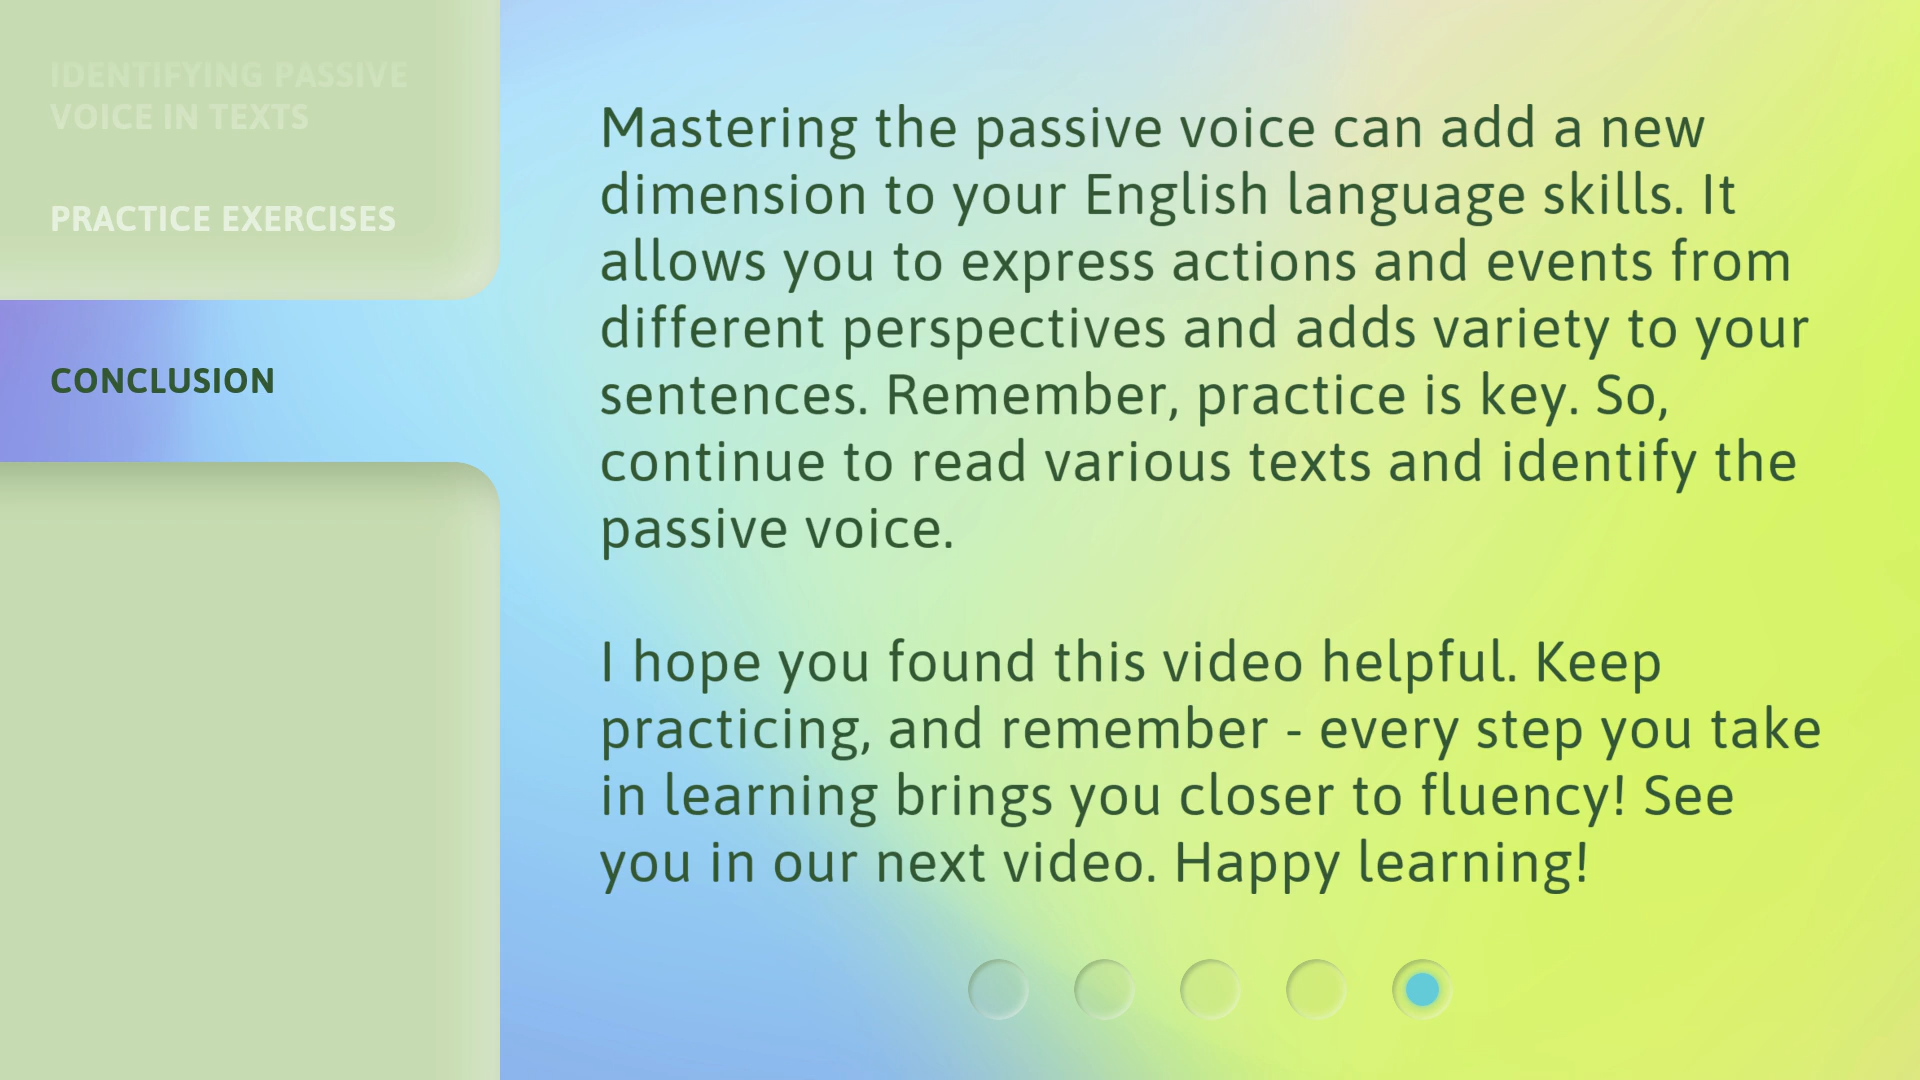 IDENTIFYING PASSIVE
VOICE IN TEXTS
PRACTICE EXERCISES
CONCLUSION
Mastering the passive voice can add a new
dimension to your English language skills. It
allows you to express actions and events from
different perspectives and adds variety to your
sentences. Remember, practice is key. So,
continue to read various texts and identify the
passive voice.
I hope you found this video helpful. Keep
practicing, and remember - every step you take
in learning brings you closer to fluency! See
you in our next video. Happy learning!